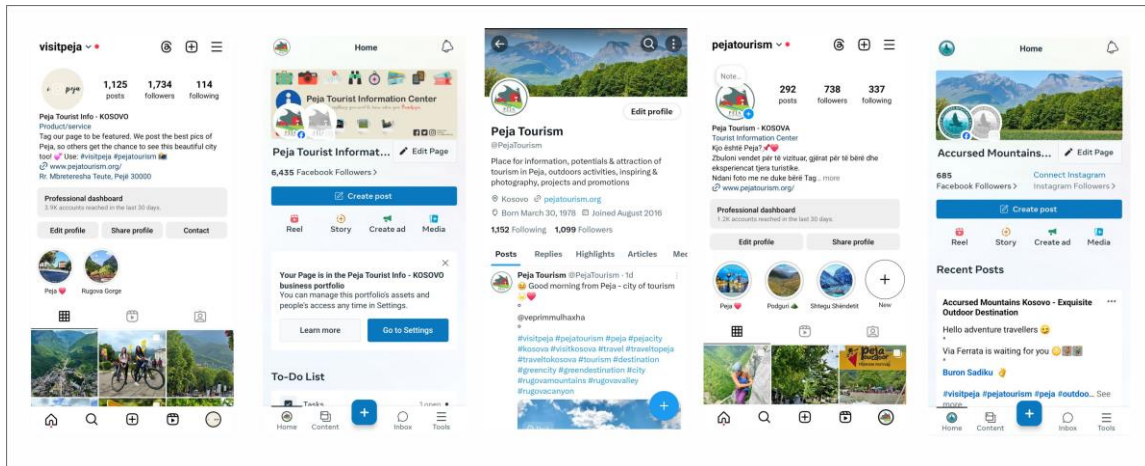 visitpeja
1,125 1,734 114
posts followers following
Peja Tourist Info - KOSOVO
Product/service
Tag our page to be featured. We post the best pics of
Peja, so others get the chance to see this beautiful city
too! 💕 Use: #visitpeja #pejatourism 📸
www.pejatourism.org/
Rr. Mbreteresha Teute, Pejë 30000
Professional dashboard
3.9K accounts reached in the last 30 days.
Edit profile Share profile Contact
Peja ❤️ Rugova Gorge
Home
Peja Tourist Information Center
Peja Tourist Informat... Edit Page
6,435 Facebook Followers >
Create post
Reel Story Create ad Media
Your Page is in the Peja Tourist Info - KOSOVO
business portfolio
You can manage this portfolio's assets and
people's access any time in Settings.
Learn more Go to Settings
To-Do List
Tasks 1 open
Home Content Inbox Tools
Edit profile
Peja Tourism
@PejaTourism
Place for information, potentials & attraction of
tourism in Peja, outdoors activities, inspiring &
photography, projects and promotions
Kosovo pejatourism.org
Born March 30, 1978 Joined August 2016
1,152 Following 1,099 Followers
Posts Replies Highlights Articles Med
Peja Tourism @PejaTourism · 1d
😀 Good morning from Peja - city of tourism
@veprimmulhaxha
#visitpeja #pejatourism #peja #pejacity
#kosova #visitkosova #travel #traveltopeja
#traveltokosova #tourism #destination
#greencity #greendestination #city
#rugovamountains #rugovavalley
#rugovacanyon
pejatourism
Note...
292 738 337
posts followers following
Peja Tourism - KOSOVA
Tourist Information Center
Kjo është Peja?📌❤️
Zbuloni vendet për të vizituar, gjërat për të bërë dhe
eksperiencat tjera turistike.
Ndani foto me ne duke bërë Tag... more
www.pejatourism.org/
Professional dashboard
1.2K accounts reached in the last 30 days.
Edit profile Share profile
Peja ❤️ Podguri Shtegu Shëndetit New
peja
outdoor
Home
Accursed Mountains... Edit Page
685 Connect Instagram
Facebook Followers > Instagram Followers >
Create post
Reel Story Create ad Media
Recent Posts
Accursed Mountains Kosovo - Exquisite
Outdoor Destination
Hello adventure travellers 😊
Via Ferrata is waiting for you
Buron Sadiku
#visitpeja #pejatourism #peja #outdoo... See
more
Home Content Inbox Tools